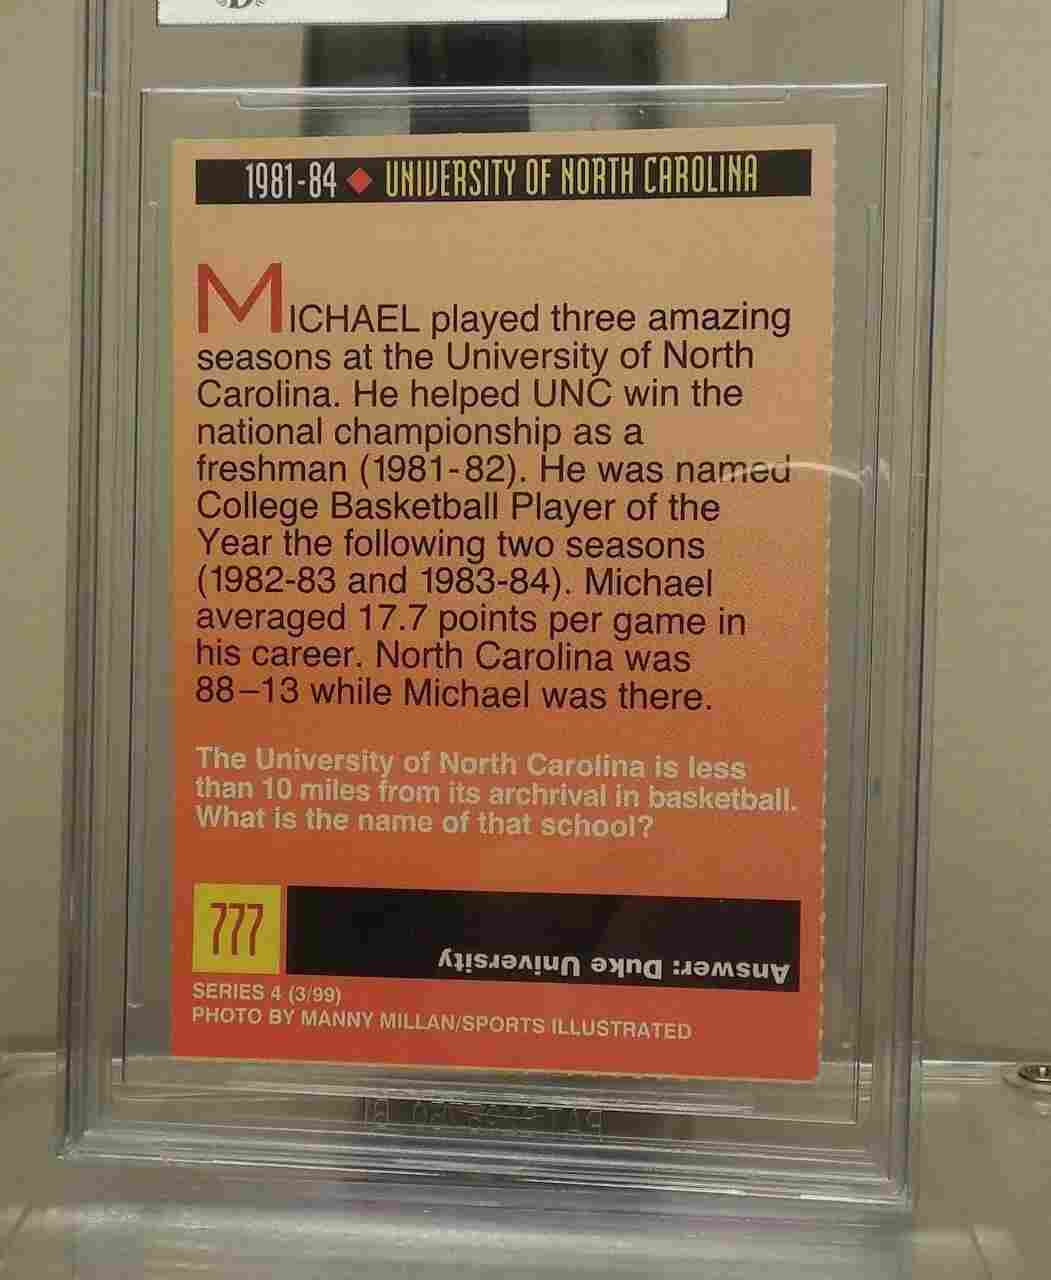 1981-84 ♦ UNIVERSITY OF NORTH CAROLINA
MICHAEL played three amazing
seasons at the University of North
Carolina. He helped UNC win the
national championship as a
freshman (1981-82). He was named
College Basketball Player of the
Year the following two seasons
(1982-83 and 1983-84). Michael
averaged 17.7 points per game in
his career. North Carolina was
88–13 while Michael was there.
The University of North Carolina is less
than 10 miles from its archrival in basketball.
What is the name of that school?
777
Answer: Duke University
SERIES 4 (3/99)
PHOTO BY MANNY MILLAN/SPORTS ILLUSTRATED